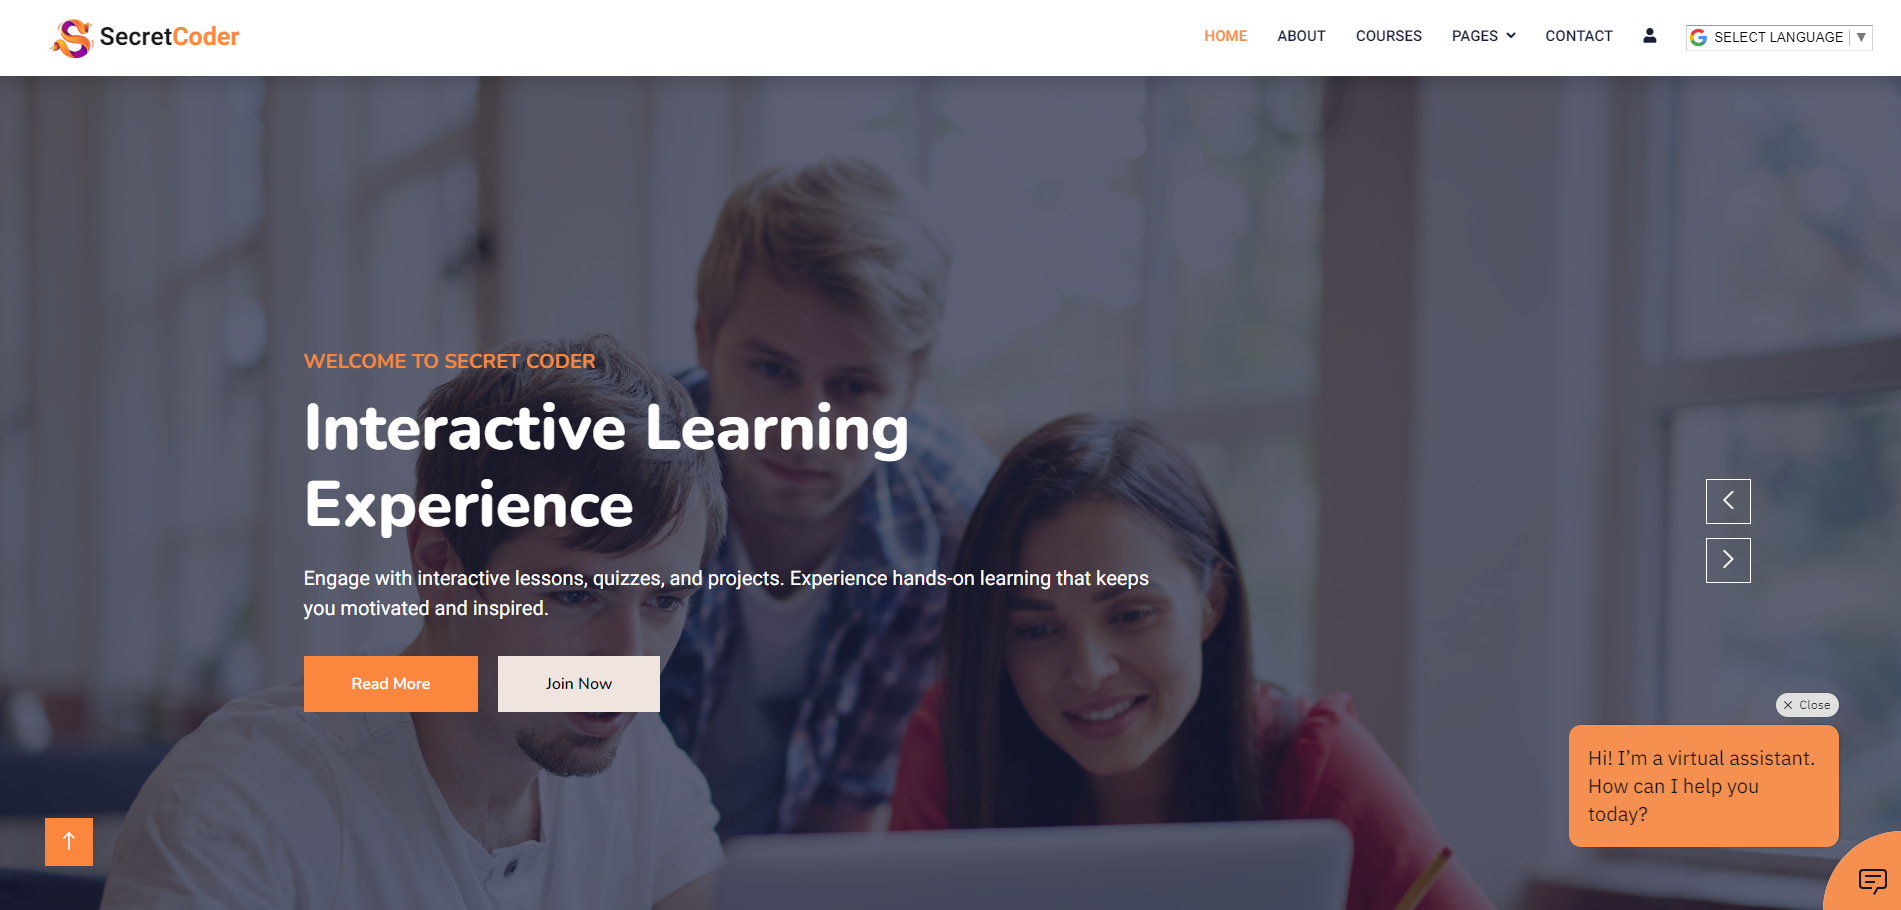 SecretCoder
HOME ABOUT COURSES PAGES CONTACT SELECT LANGUAGE ▼
WELCOME TO SECRET CODER
Interactive Learning
Experience
Engage with interactive lessons, quizzes, and projects. Experience hands-on learning that keeps
you motivated and inspired.
Read More Join Now
Close
Hi! I’m a virtual assistant.
How can I help you
today?